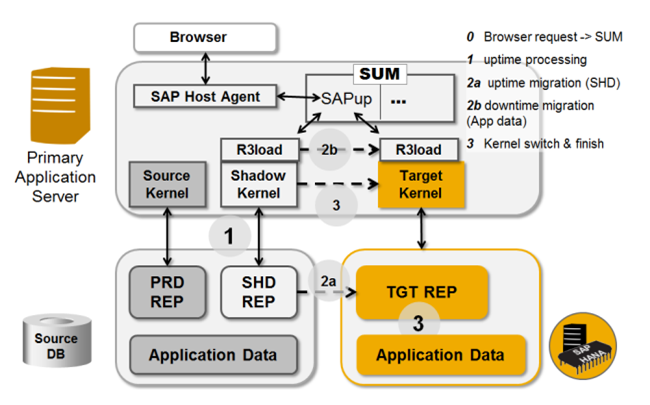 Browser
0 Browser request -> SUM
1 uptime processing
2a uptime migration (SHD)
2b downtime migration
(App data)
3 Kernel switch & finish
SUM
SAP Host Agent
SAPup
...
Primary
Application
Server
R3load
2b
R3load
Source
Kernel
Shadow
Kernel
Target
Kernel
3
1
PRD
REP
SHD
REP
2a
TGT REP
3
Source
DB
Application Data
Application Data
SAP
HANA